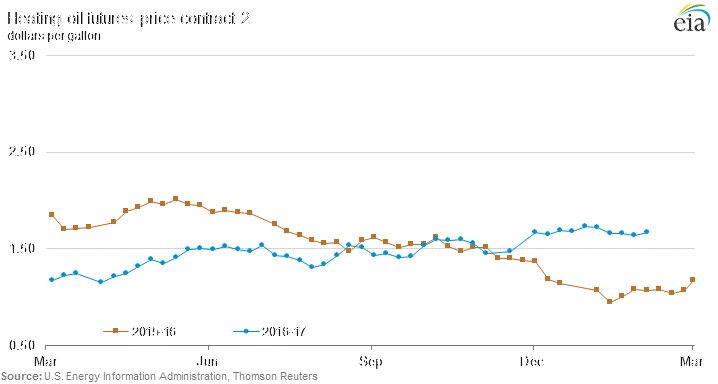 Heating oil futures price contract 2
dollars per gallon
eia
3.50
2.50
1.50
0.50
2015-16
2016-17
Mar
Jun
Sep
Dec
Mar
Source: U.S. Energy Information Administration, Thomson Reuters